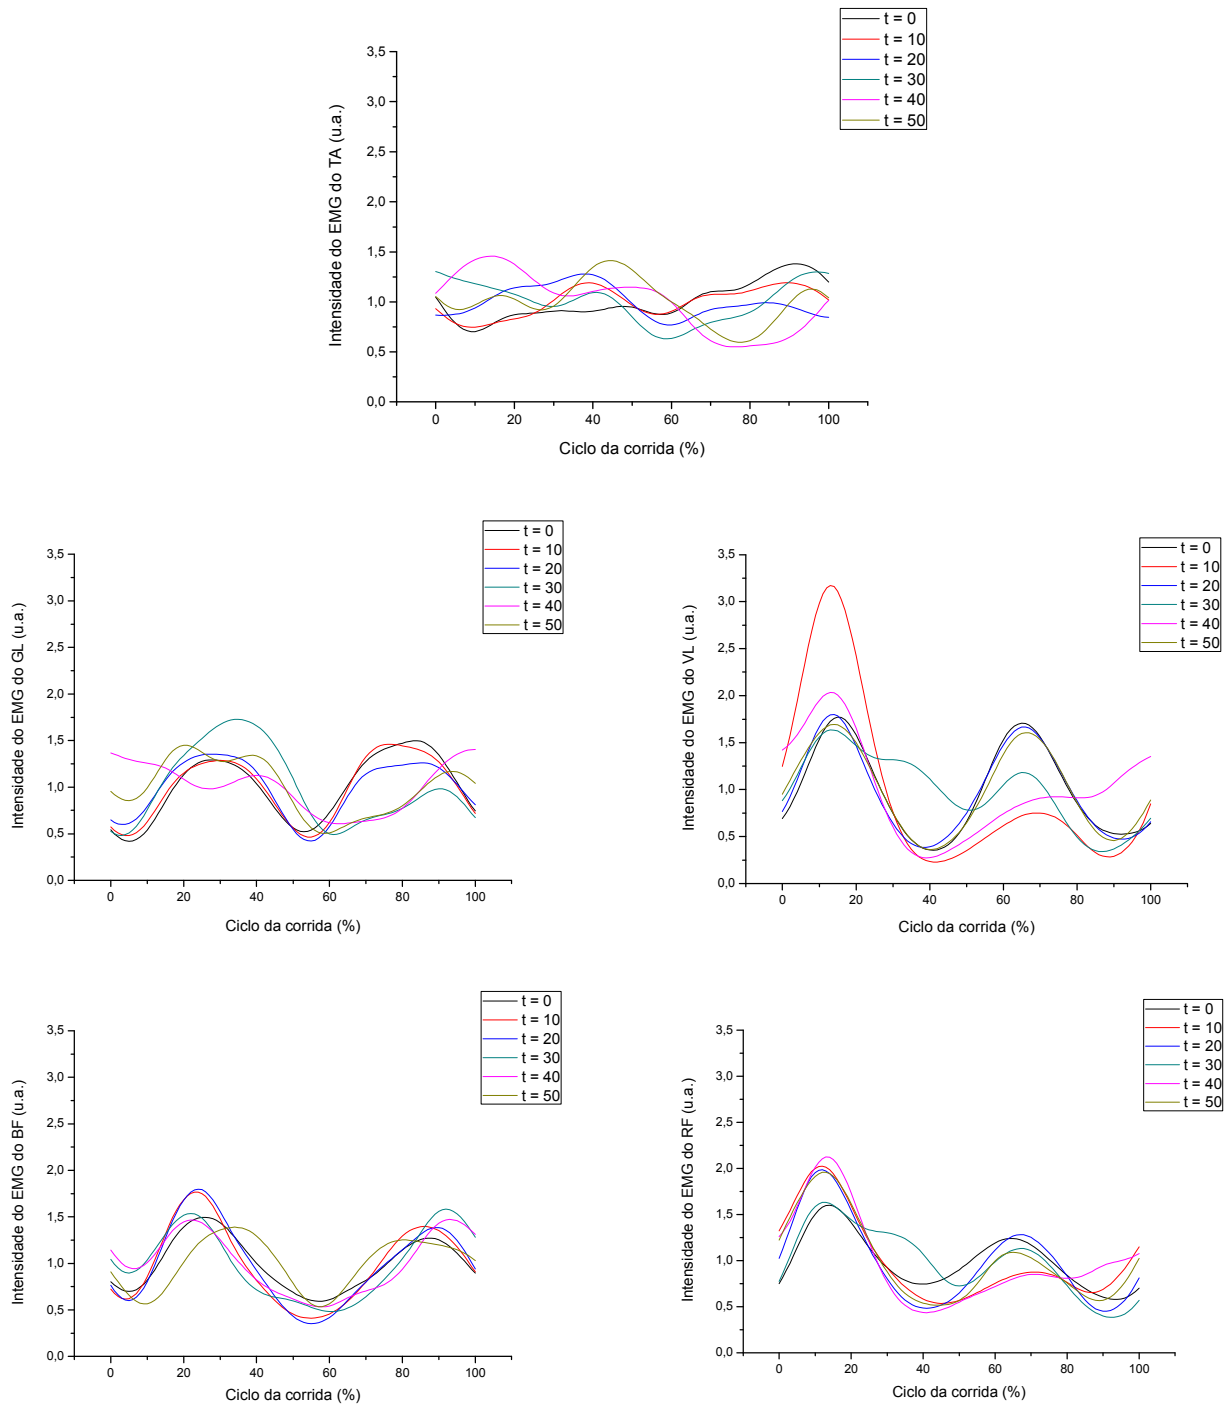 t = 0
t = 10
t = 20
t = 30
t = 40
t = 50
Intensidade do EMG do TA (u.a.)
3,5
3,0
2,5
2,0
1,5
1,0
0,5
0,0
0 20 40 60 80 100
Ciclo da corrida (%)
t = 0
t = 10
t = 20
t = 30
t = 40
t = 50
Intensidade do EMG do GL (u.a.)
3,5
3,0
2,5
2,0
1,5
1,0
0,5
0,0
0 20 40 60 80 100
Ciclo da corrida (%)
t = 0
t = 10
t = 20
t = 30
t = 40
t = 50
Intensidade do EMG do VL (u.a.)
3,5
3,0
2,5
2,0
1,5
1,0
0,5
0,0
0 20 40 60 80 100
Ciclo da corrida (%)
t = 0
t = 10
t = 20
t = 30
t = 40
t = 50
Intensidade do EMG do BF (u.a.)
3,5
3,0
2,5
2,0
1,5
1,0
0,5
0,0
0 20 40 60 80 100
Ciclo da corrida (%)
t = 0
t = 10
t = 20
t = 30
t = 40
t = 50
Intensidade do EMG do RF (u.a.)
3,5
3,0
2,5
2,0
1,5
1,0
0,5
0,0
0 20 40 60 80 100
Ciclo da corrida (%)